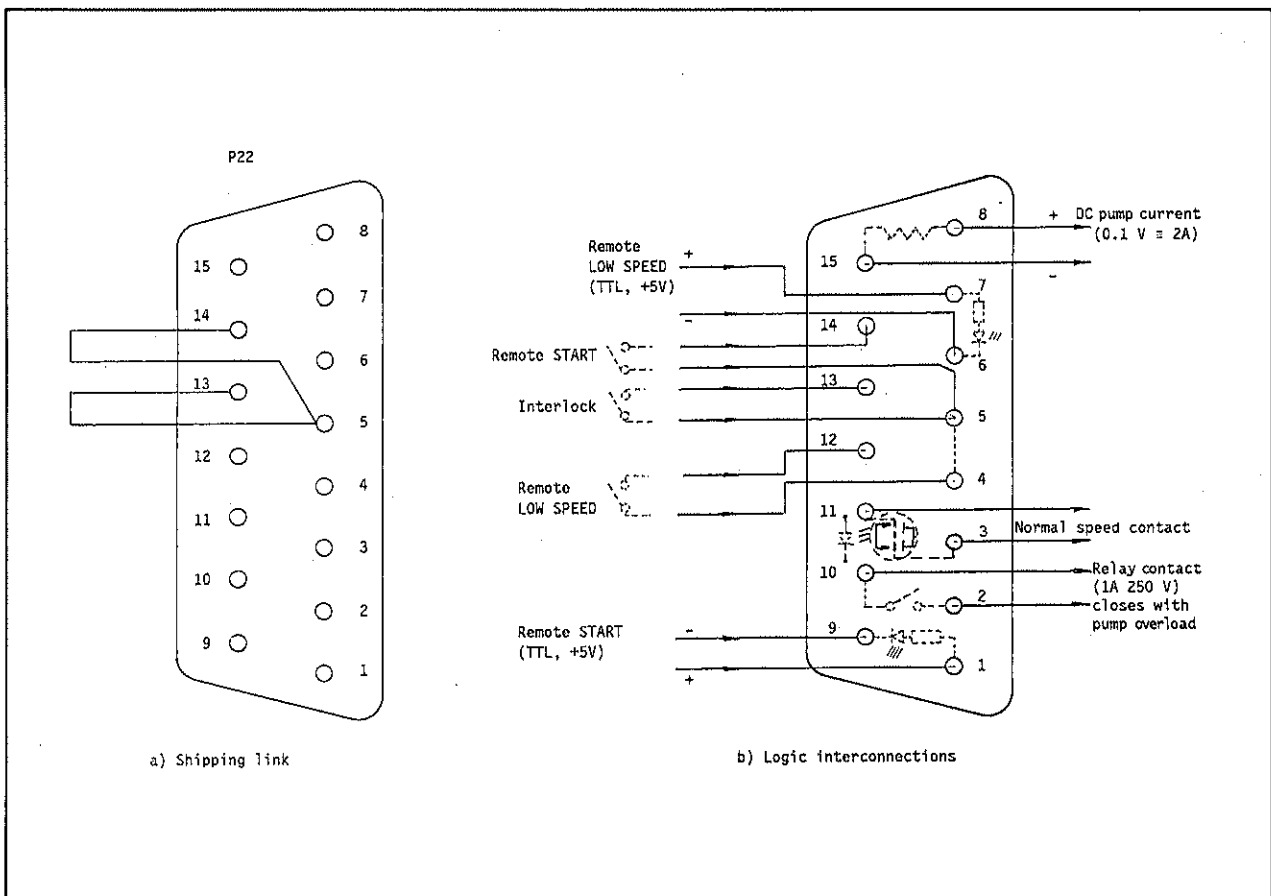 P22
8
15
7
14
6
13
5
12
4
11
3
10
2
9
1
a) Shipping link
Remote
LOW SPEED
(TTL, +5V)
+
-
Remote START
Interlock
Remote
LOW SPEED
Remote START
(TTL, +5V)
-
+
8
15
7
14
6
13
5
12
4
11
3
10
2
9
1
+ DC pump current
(0.1 V ≡ 2A)
-
Normal speed contact
Relay contact
(1A 250 V)
closes with
pump overload
b) Logic interconnections